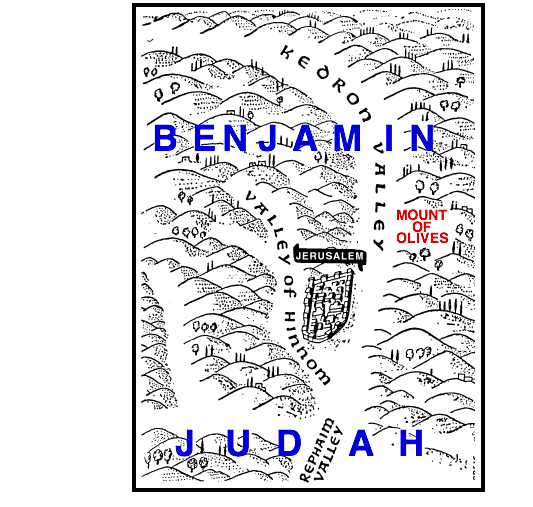 KEDRON VALLEY
BENJAMIN
MOUNT
OF
OLIVES
VALLEY OF HINNOM
JERUSALEM
JUDAH
REPHAIM
VALLEY